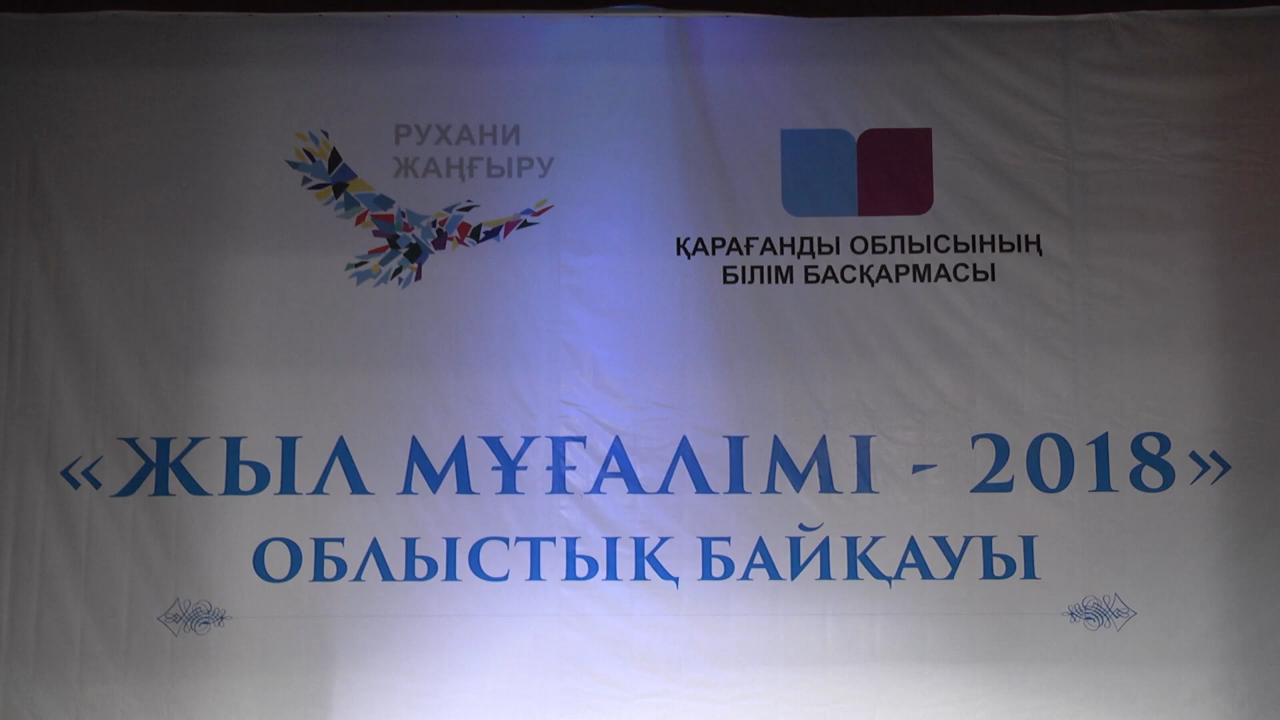 РУХАНИ
ЖАҢҒЫРУ
ҚАРАҒАНДЫ ОБЛЫСЫНЫҢ
БІЛІМ БАСҚАРМАСЫ
«ЖЫЛ МҰҒАЛІМІ - 2018»
ОБЛЫСТЫҚ БАЙҚАУЫ